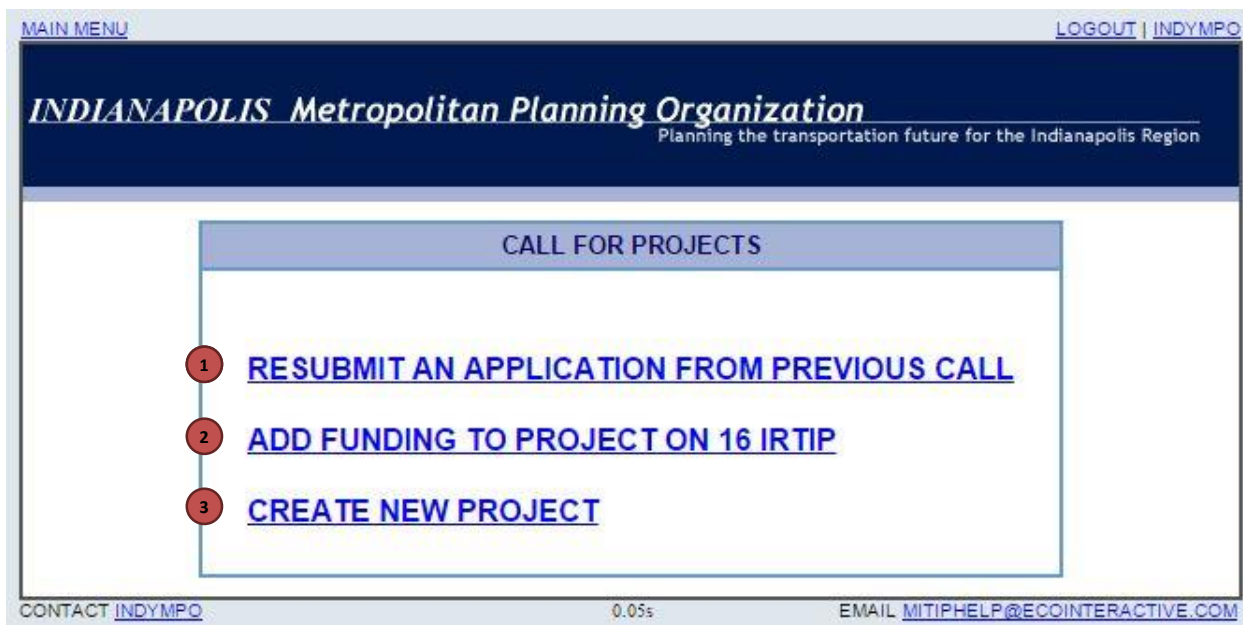 MAIN MENU LOGOUT | INDYMPO
INDIANAPOLIS Metropolitan Planning Organization
Planning the transportation future for the Indianapolis Region
CALL FOR PROJECTS
1 RESUBMIT AN APPLICATION FROM PREVIOUS CALL
2 ADD FUNDING TO PROJECT ON 16 IRTIP
3 CREATE NEW PROJECT
CONTACT INDYMPO 0.05s EMAIL MITIPHELP@ECOINTERACTIVE.COM